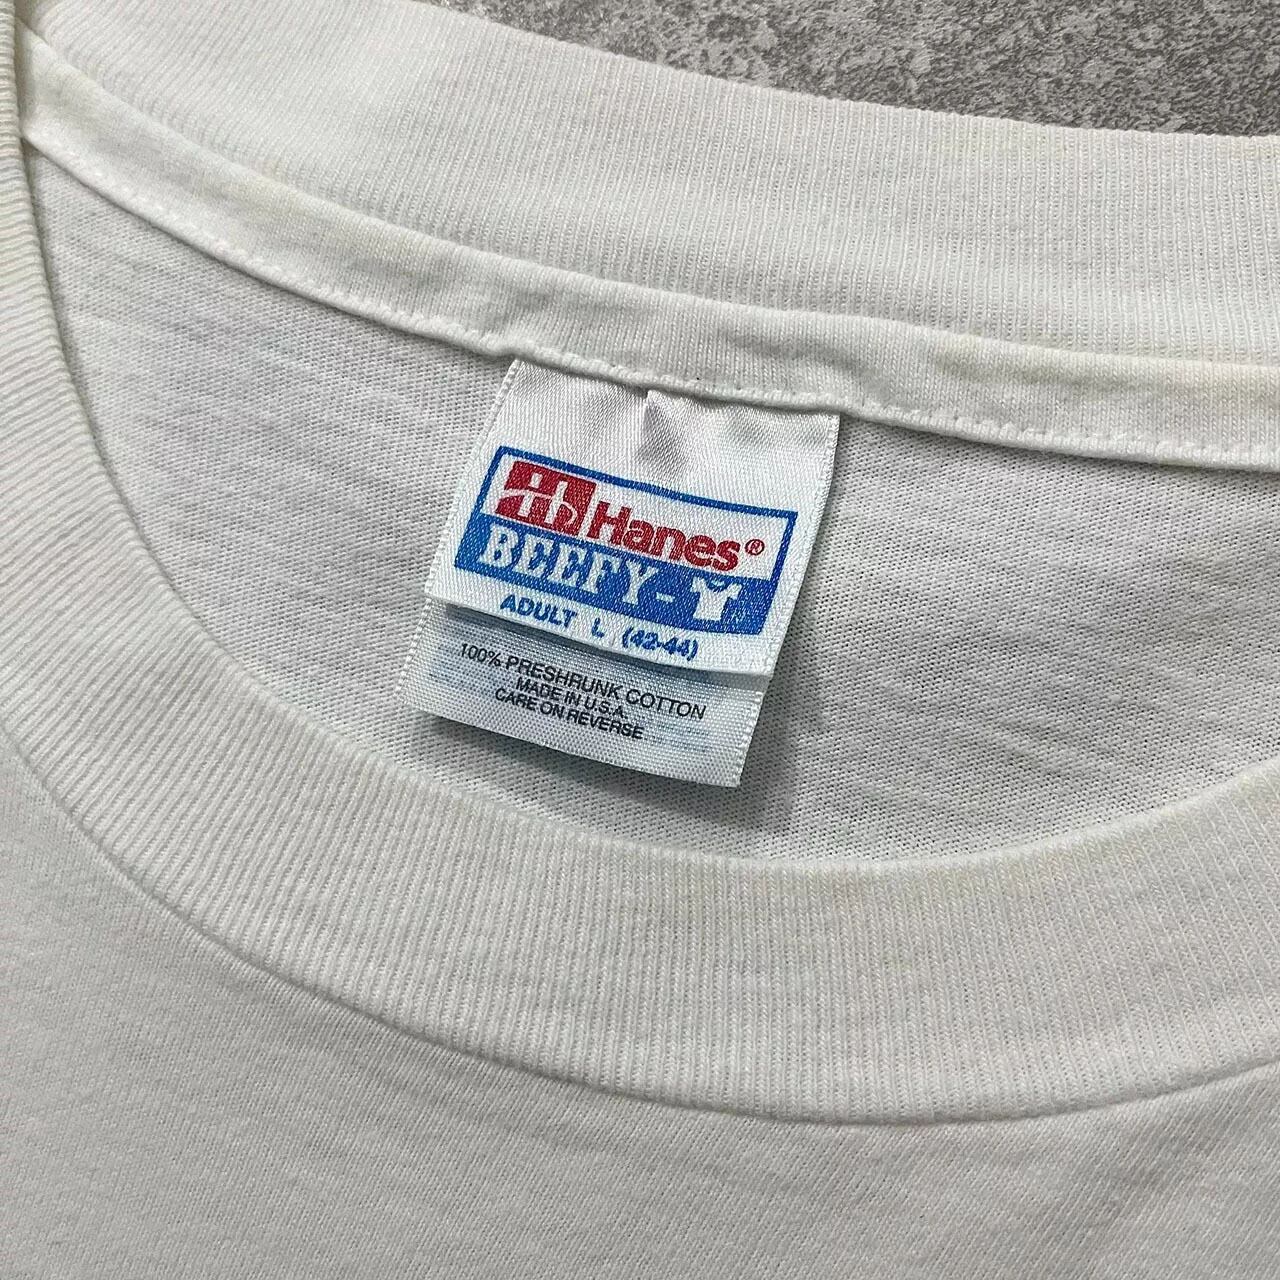 Hanes®
BEEFY-T
ADULT L (42-44)
100% PRESHRUNK COTTON
MADE IN U.S.A.
CARE ON REVERSE